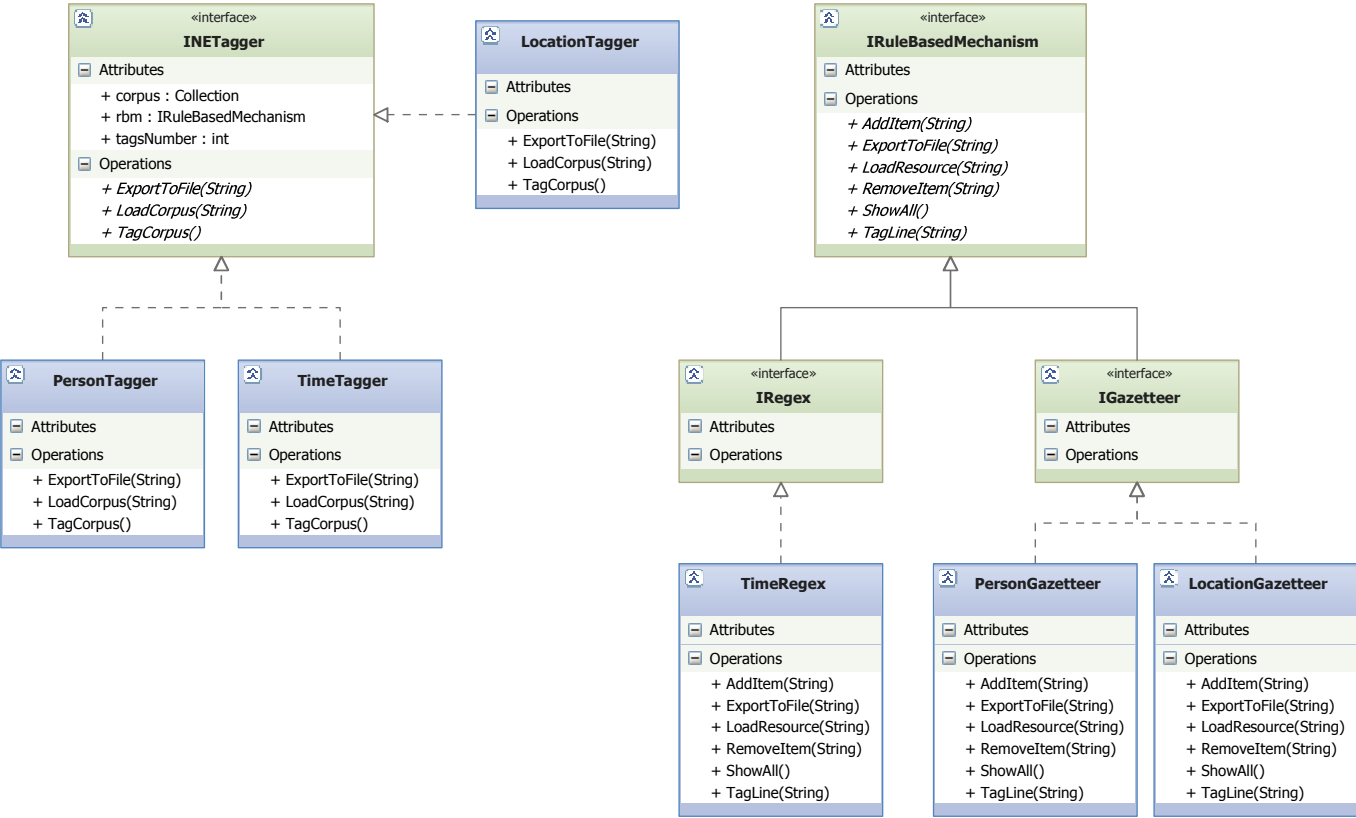 «interface»
INETagger
Attributes
+ corpus : Collection
+ rbm : IRuleBasedMechanism
+ tagsNumber : int
Operations
+ ExportToFile(String)
+ LoadCorpus(String)
+ TagCorpus()
LocationTagger
Attributes
Operations
+ ExportToFile(String)
+ LoadCorpus(String)
+ TagCorpus()
«interface»
IRuleBasedMechanism
Attributes
Operations
+ AddItem(String)
+ ExportToFile(String)
+ LoadResource(String)
+ RemoveItem(String)
+ ShowAll()
+ TagLine(String)
PersonTagger
Attributes
Operations
+ ExportToFile(String)
+ LoadCorpus(String)
+ TagCorpus()
TimeTagger
Attributes
Operations
+ ExportToFile(String)
+ LoadCorpus(String)
+ TagCorpus()
«interface»
IRegex
Attributes
Operations
«interface»
IGazetteer
Attributes
Operations
TimeRegex
Attributes
Operations
+ AddItem(String)
+ ExportToFile(String)
+ LoadResource(String)
+ RemoveItem(String)
+ ShowAll()
+ TagLine(String)
PersonGazetteer
Attributes
Operations
+ AddItem(String)
+ ExportToFile(String)
+ LoadResource(String)
+ RemoveItem(String)
+ ShowAll()
+ TagLine(String)
LocationGazetteer
Attributes
Operations
+ AddItem(String)
+ ExportToFile(String)
+ LoadResource(String)
+ RemoveItem(String)
+ ShowAll()
+ TagLine(String)